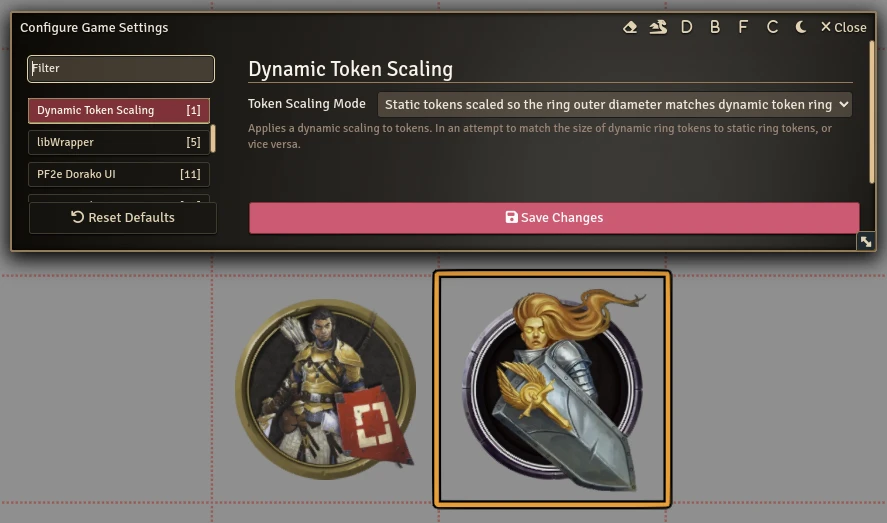 Configure Game Settings
D B F C Close
Filter
Dynamic Token Scaling [1]
libWrapper [5]
PF2e Dorako UI [11]
Reset Defaults
Dynamic Token Scaling
Token Scaling Mode Static tokens scaled so the ring outer diameter matches dynamic token ring
Applies a dynamic scaling to tokens. In an attempt to match the size of dynamic ring tokens to static ring tokens, or
vice versa.
Save Changes